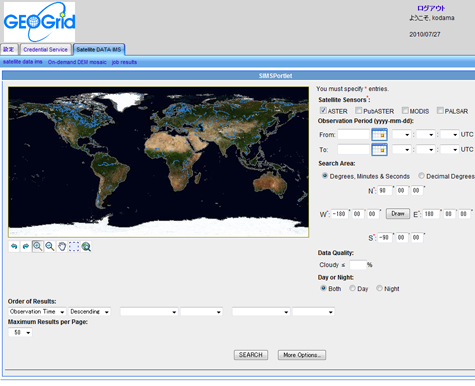 GEOGrid
ログアウト
ようこそ, kodama
2010/07/27
設定 Credential Service Satellite DATA IMS
satellite data ims On-demand DEM mosaic job results
SIMSPortlet
You must specify * entries.
Satellite Sensors*:
ASTER PubASTER MODIS PALSAR
Observation Period (yyyy-mm-dd):
From: : : UTC
To: : : UTC
Search Area:
Degrees, Minutes & Seconds Decimal Degrees
N*: 90 ° 00 ' 00 "
W*: -180 ° 00 ' 00 " Draw E*: 180 ° 00 ' 00 "
S*: -90 ° 00 ' 00 "
Data Quality:
Cloudy ≤ %
Day or Night:
Both Day Night
Order of Results:
Observation Time Descending
Maximum Results per Page:
50
SEARCH More Options...